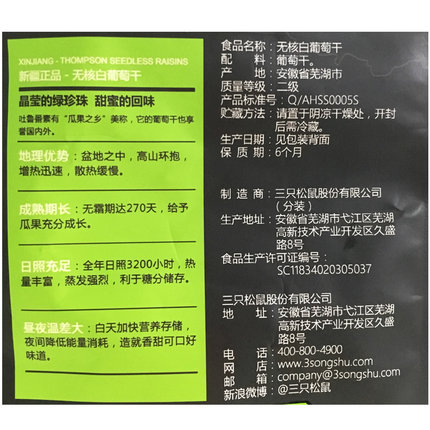 XINJIANG - THOMPSON SEEDLESS RAISINS
新疆正品 - 无核白葡萄干
晶莹的绿珍珠 甜蜜的回味
吐鲁番素有“瓜果之乡”美称，它的葡萄干也享
誉国内外。
地理优势：盆地之中，高山环抱，
增热迅速，散热缓慢。
成熟期长：无霜期达270天，给予
瓜果充分成长。
日照充足：全年日照3200小时，热
量丰富，蒸发强烈，利于糖分储存。
昼夜温差大：白天加快营养存储，
夜间降低能量消耗，造就香甜可口好
味道。
食品名称：无核白葡萄干
配 料：葡萄干。
产 地：安徽省芜湖市
质量等级：二级
产品标准号：Q/AHSS0005S
贮藏方法：请置于阴凉干燥处，开封
后需冷藏。
生产日期：见包装背面
保 质 期：6个月
制 造 商：三只松鼠股份有限公司
（分装）
生产地址：安徽省芜湖市弋江区芜湖
高新技术产业开发区久盛
路8号
食品生产许可证编号：
SC11834020305037
三只松鼠股份有限公司
地 址：安徽省芜湖市弋江区芜湖
高新技术产业开发区久盛
路8号
电 话：400-800-4900
网 店：www.3songshu.com
邮 箱：company@3songshu.com
新浪微博：@三只松鼠